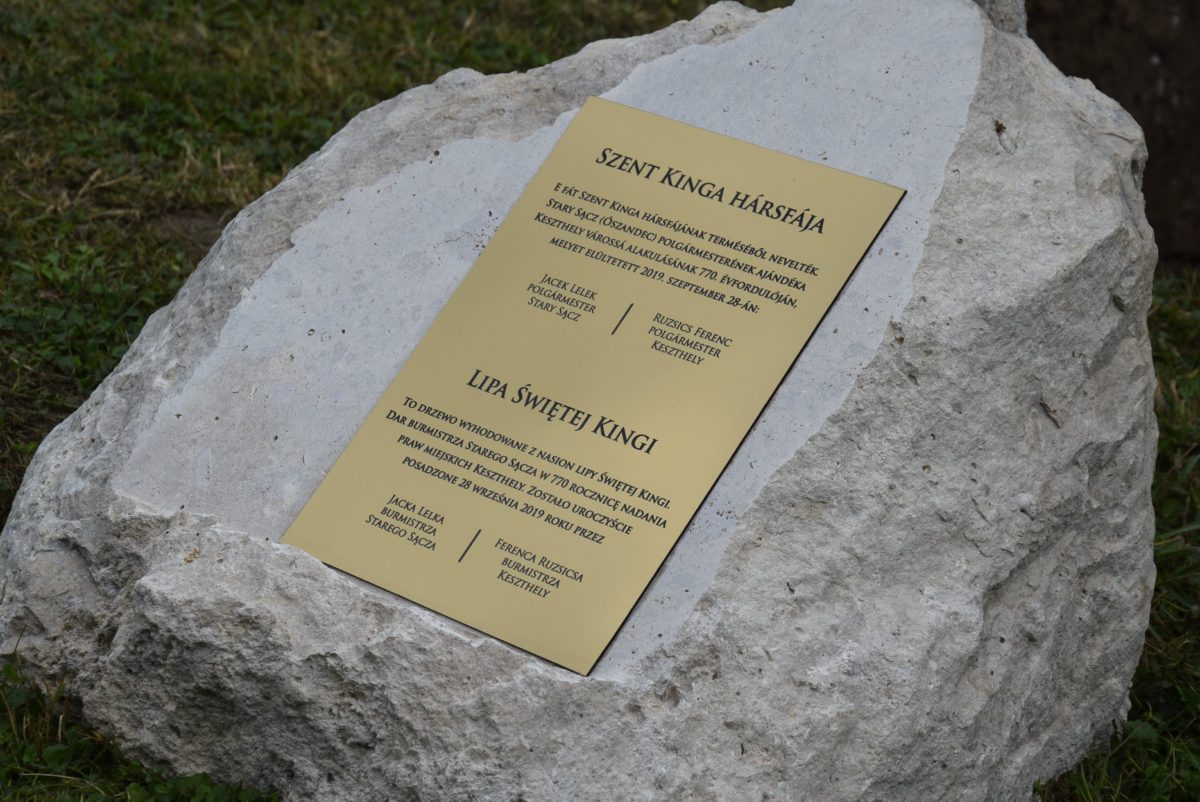 Szent Kinga hársfája
E fát Szent Kinga hársfájának terméséből nevelték.
Stary Sącz (Ószandec) polgármesterének ajándéka
Keszthely várossá alakulásának 770. évfordulóján,
melyet elültetett 2019. szeptember 28-án:
Jacek Lelek
polgármester
Stary Sącz
Ruzsics Ferenc
polgármester
Keszthely
Lipa Świętej Kingi
To drzewo wyhodowane z nasion lipy Świętej Kingi.
Dar burmistrza Starego Sącza w 770 rocznicę nadania
praw miejskich Keszthely. Zostało uroczyście
posadzone 28 września 2019 roku przez
Jacka Lelka
burmistrza
Starego Sącza
Ferenca Ruzsicsa
burmistrza
Keszthely